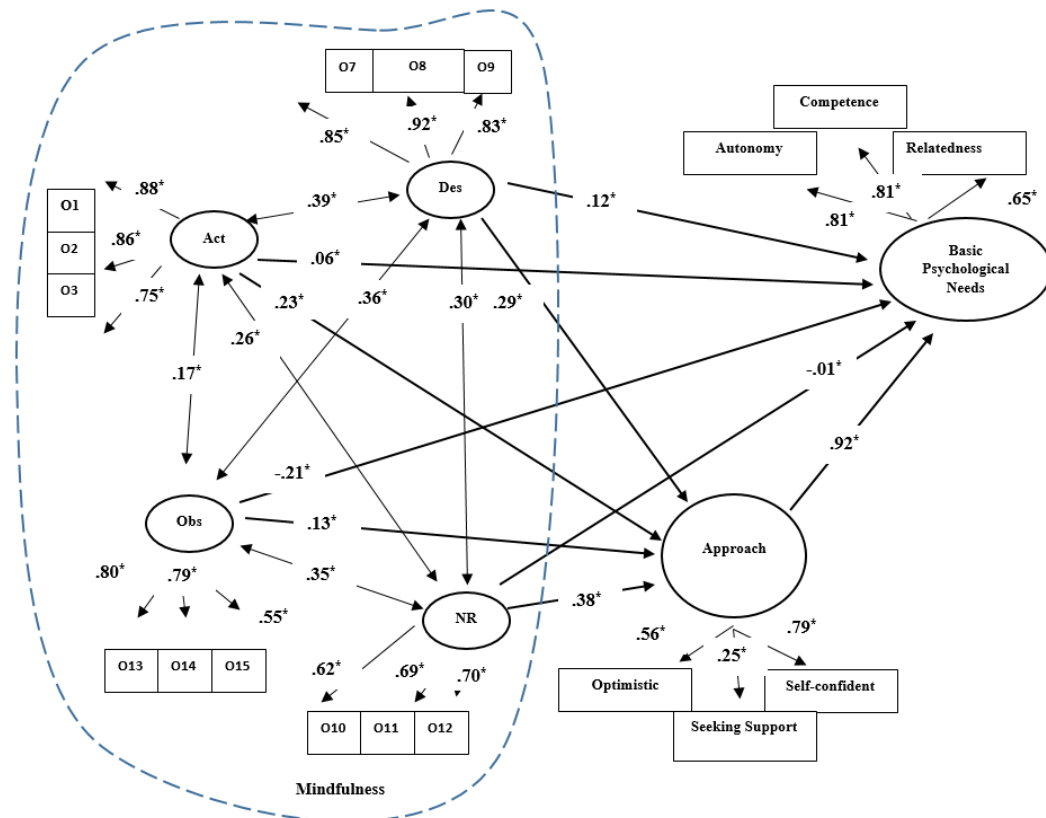 O7 O8 O9
.85*
.92*
.83*
Competence
Autonomy
Relatedness
.81*
.81*
.65*
O1
O2
O3
.88*
.86*
.75*
Act
.39*
Des
.12*
Basic
Psychological
Needs
.06*
.23*
.36*
.30*
.29*
.26*
.17*
-.01*
.92*
-.21*
Obs
.13*
Approach
.80*
.79*
.55*
.35*
NR
.38*
O13 O14 O15
.62*
.69*
.70*
.56*
.25*
.79*
O10 O11 O12
Optimistic
Self-confident
Seeking Support
Mindfulness